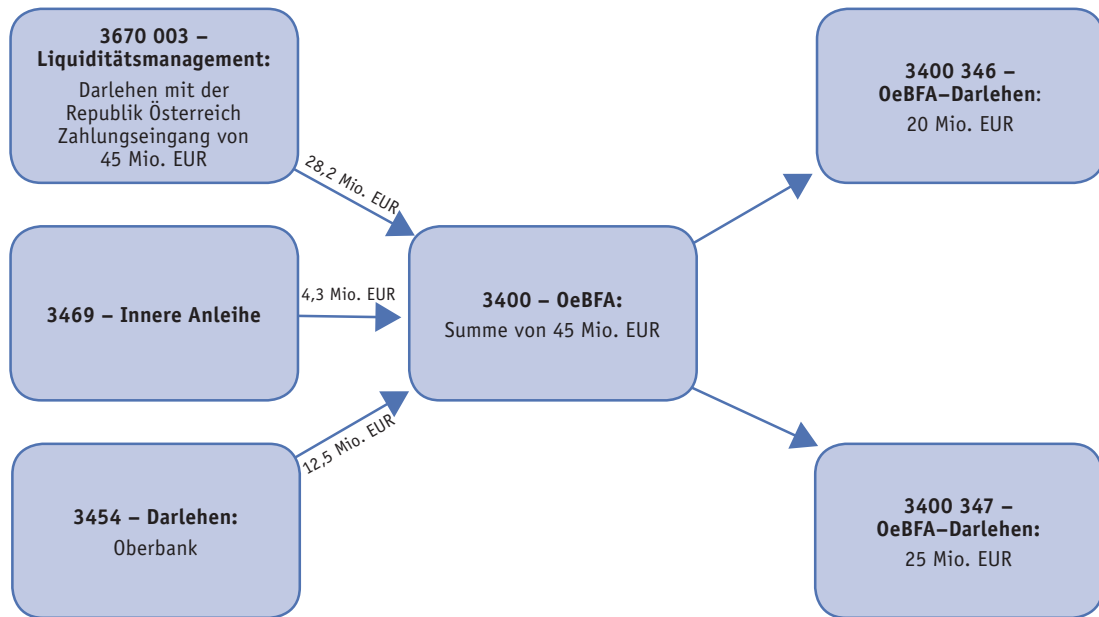 3670 003 –
Liquiditätsmanagement:
Darlehen mit der
Republik Österreich
Zahlungseingang von
45 Mio. EUR
28,2 Mio. EUR
3469 – Innere Anleihe
4,3 Mio. EUR
3454 – Darlehen:
Oberbank
12,5 Mio. EUR
3400 – OeBFA:
Summe von 45 Mio. EUR
3400 346 –
OeBFA–Darlehen:
20 Mio. EUR
3400 347 –
OeBFA–Darlehen:
25 Mio. EUR